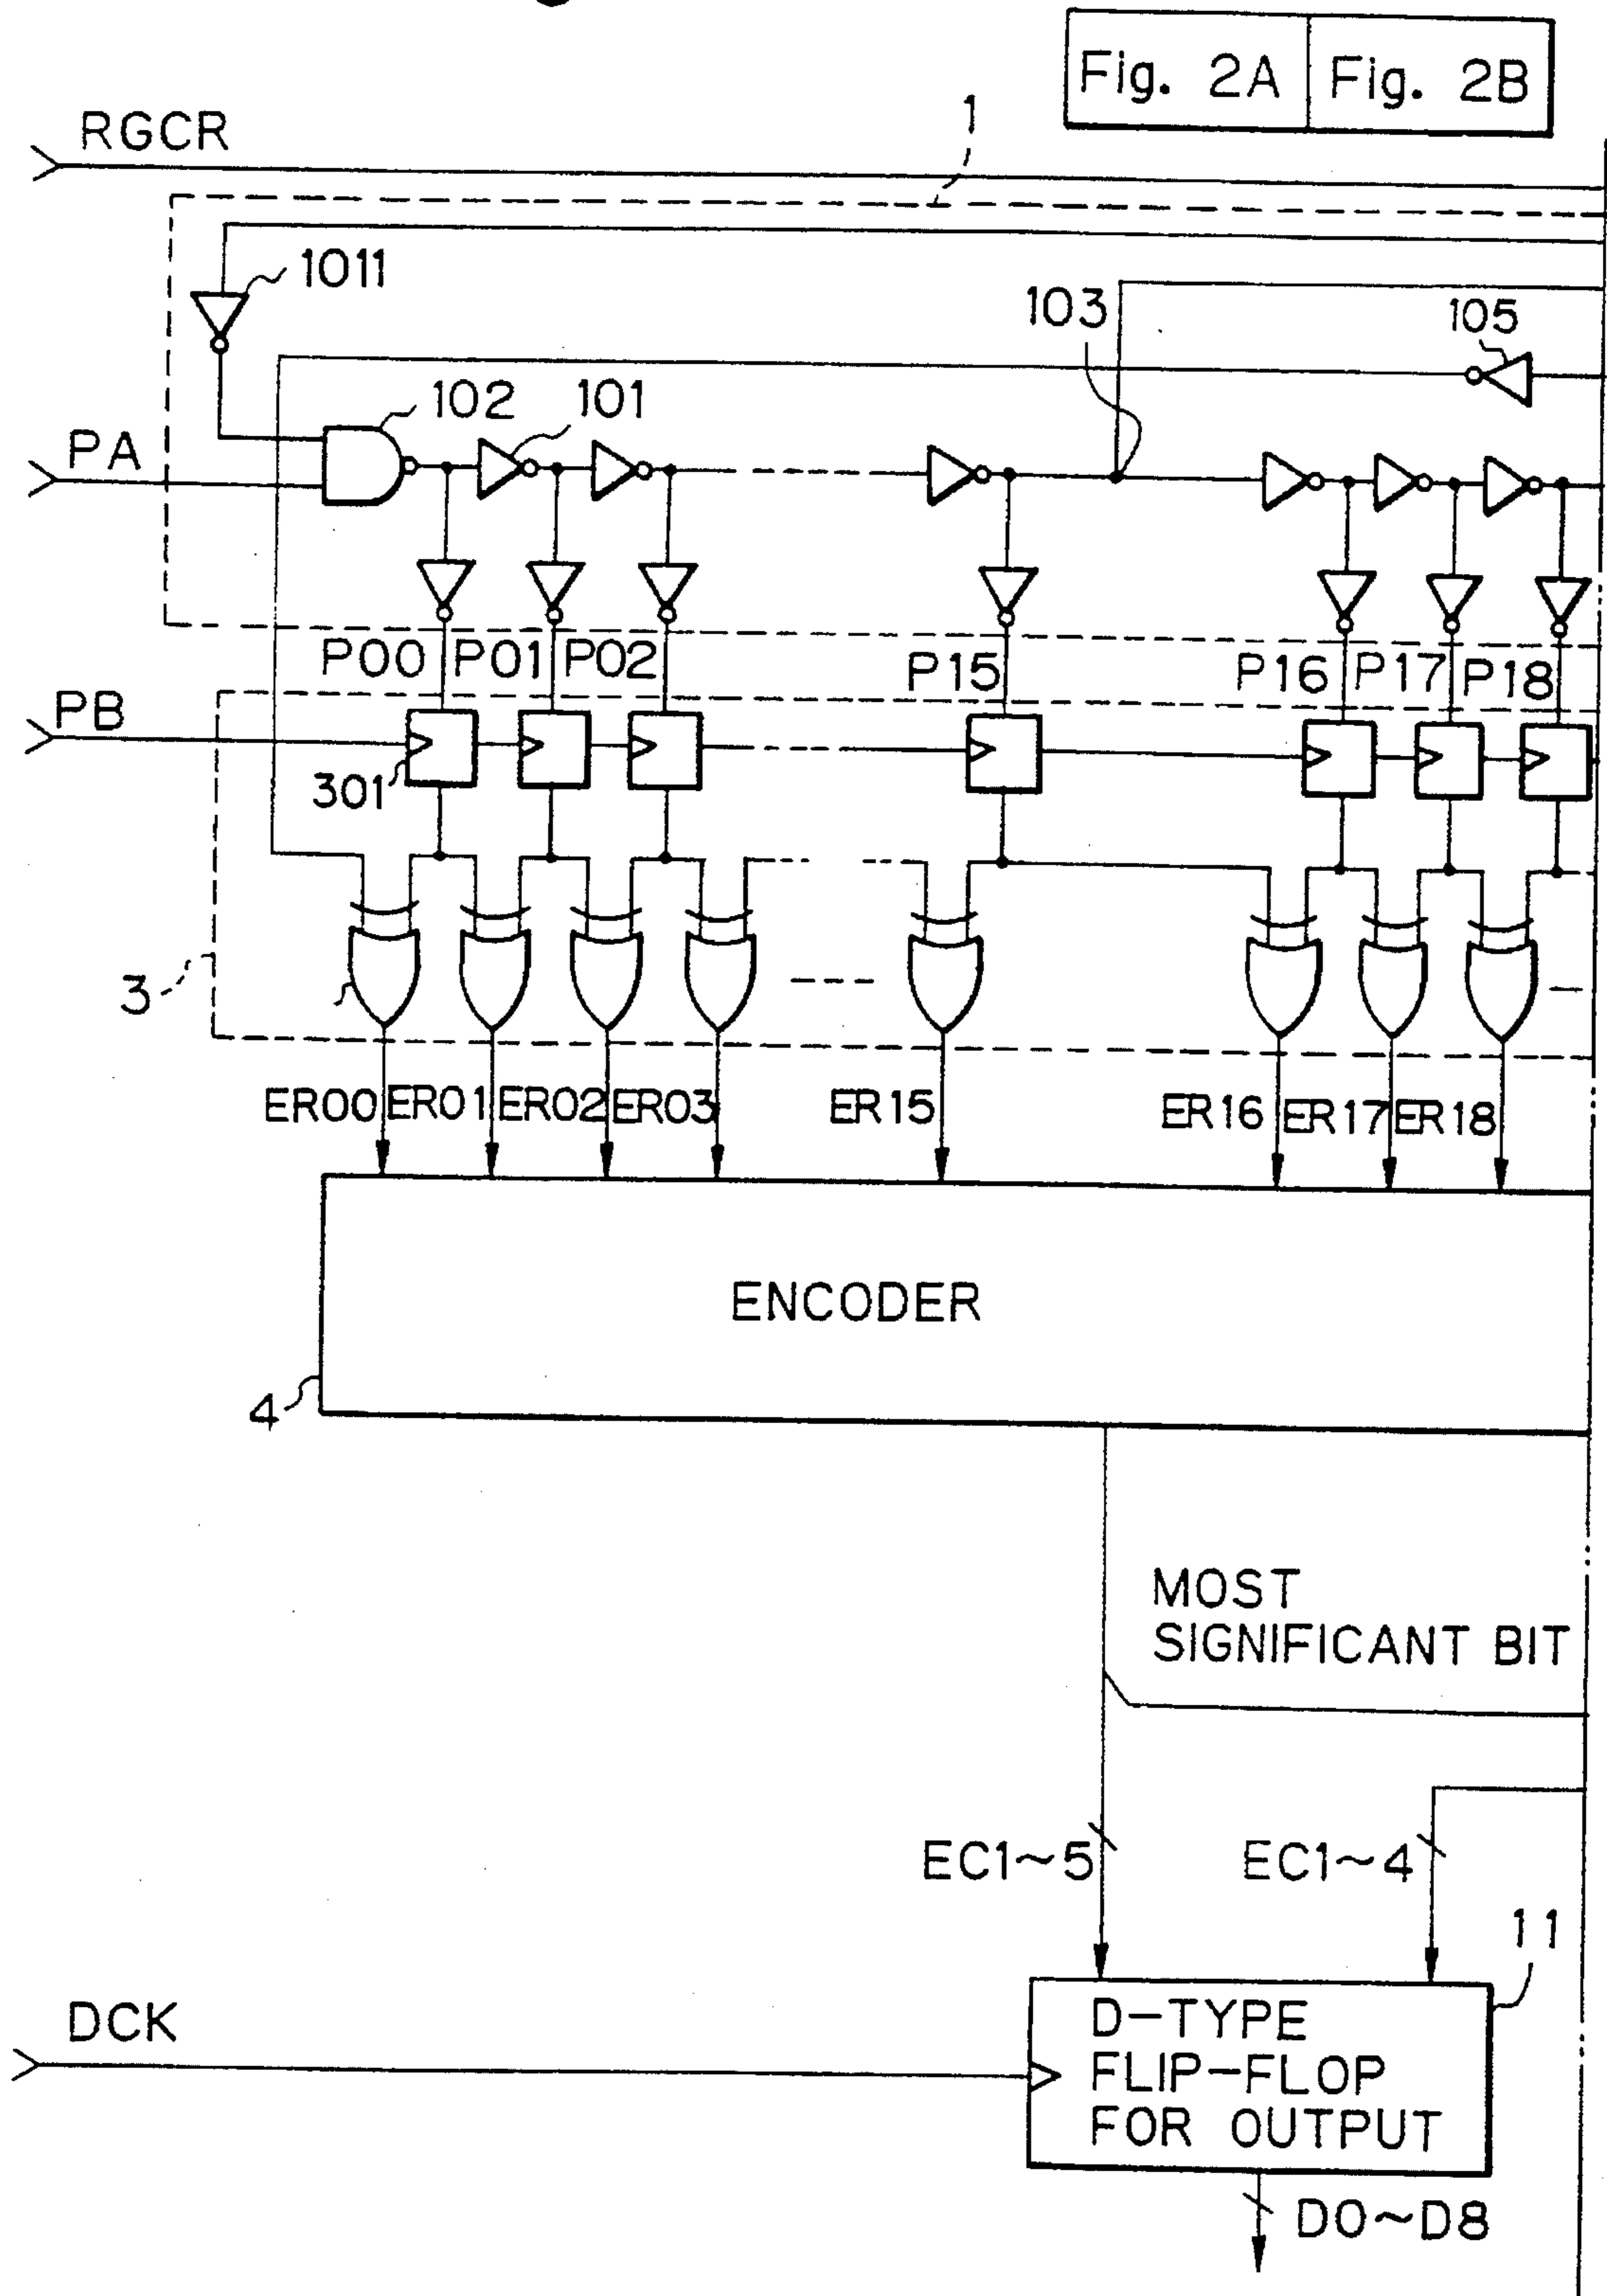 Fig. 2A Fig. 2B
RGCR
1
1011
103
105
102
101
PA
P00 P01 P02 P15 P16 P17 P18
PB
301
3
ER00 ER01 ER02 ER03 ER15 ER16 ER17 ER18
ENCODER
4
MOST
SIGNIFICANT BIT
EC1~5 EC1~4
11
DCK
D-TYPE
FLIP-FLOP
FOR OUTPUT
D0~D8